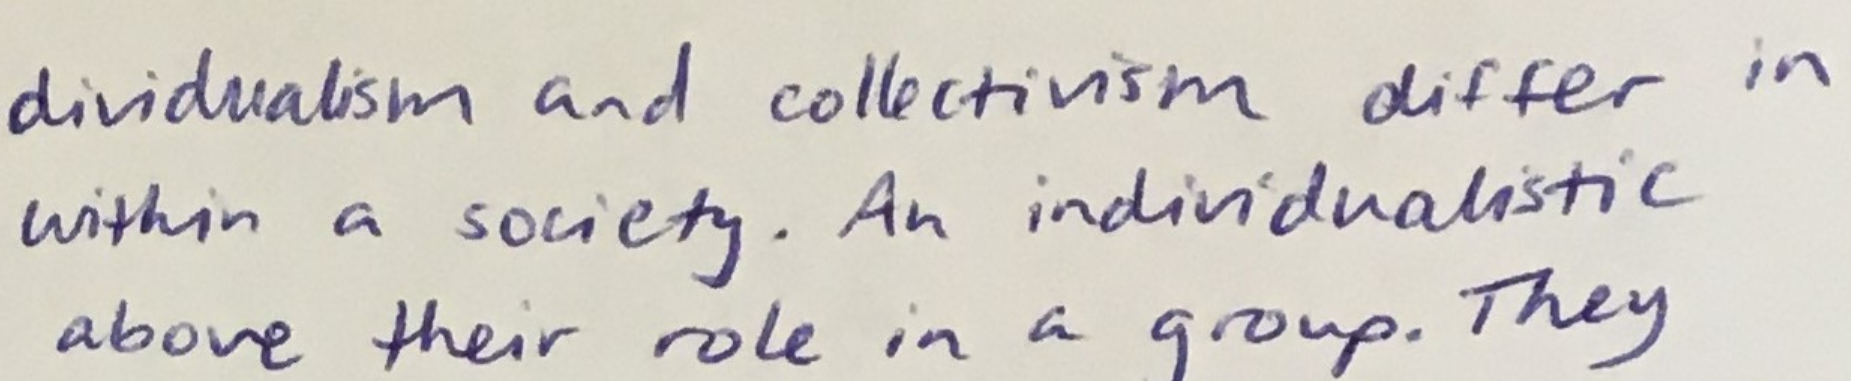 dividualism and collectivism differ in
within a society. An individualistic
above their role in a group. They